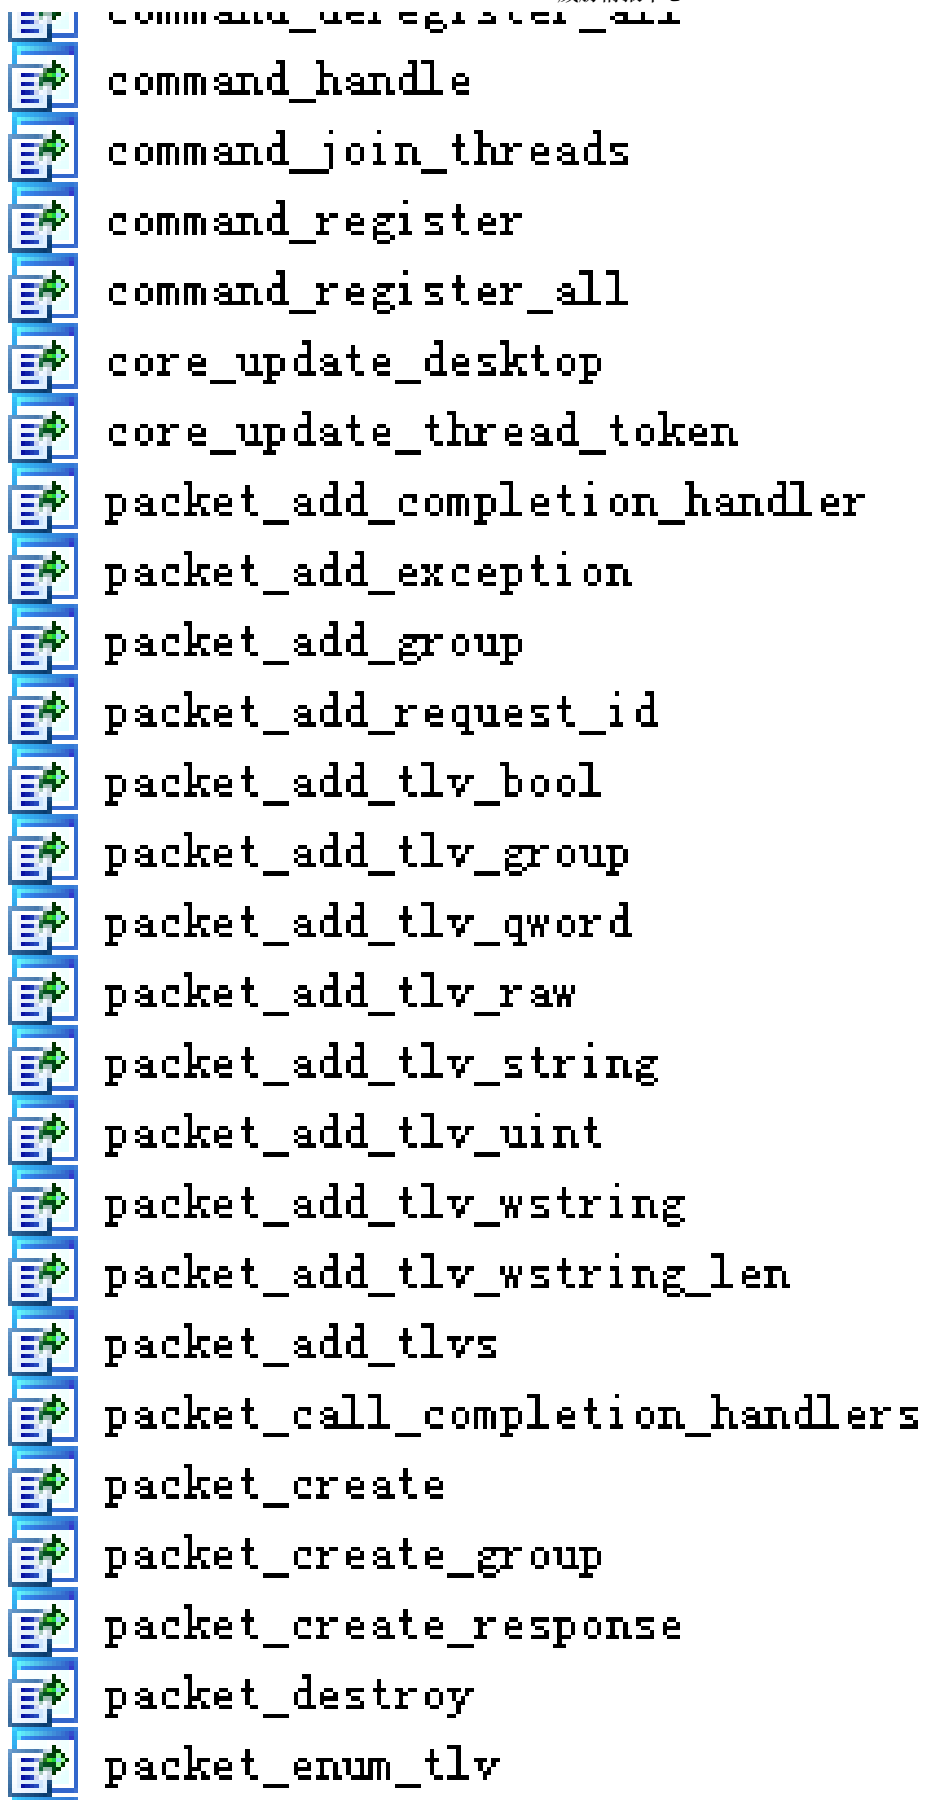 command_deregister_all
command_handle
command_join_threads
command_register
command_register_all
core_update_desktop
core_update_thread_token
packet_add_completion_handler
packet_add_exception
packet_add_group
packet_add_request_id
packet_add_tlv_bool
packet_add_tlv_group
packet_add_tlv_qword
packet_add_tlv_raw
packet_add_tlv_string
packet_add_tlv_uint
packet_add_tlv_wstring
packet_add_tlv_wstring_len
packet_add_tlvs
packet_call_completion_handlers
packet_create
packet_create_group
packet_create_response
packet_destroy
packet_enum_tlv